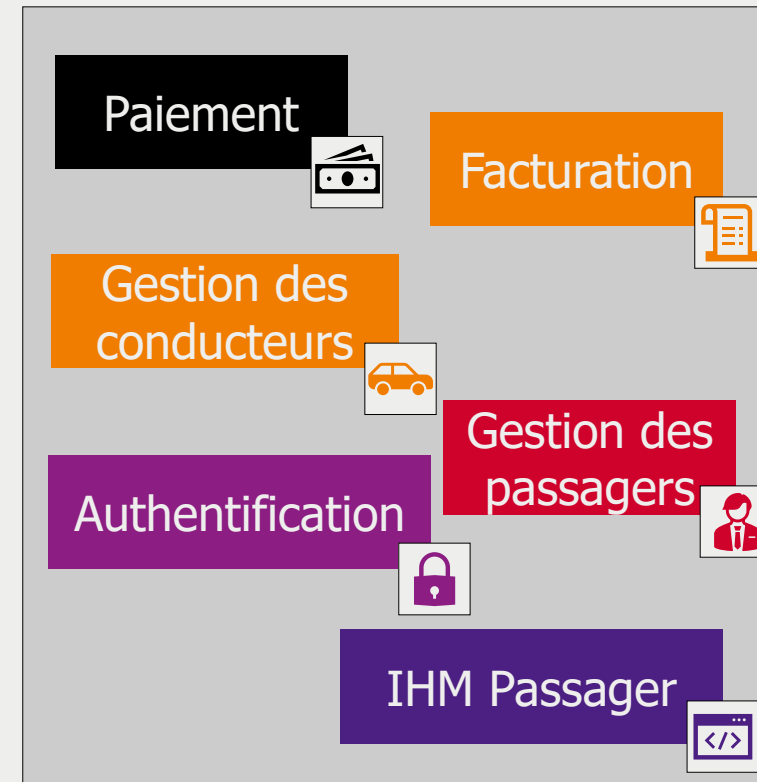 Paiement
Facturation
Gestion des
conducteurs
Gestion des
passagers
Authentification
IHM Passager
</>